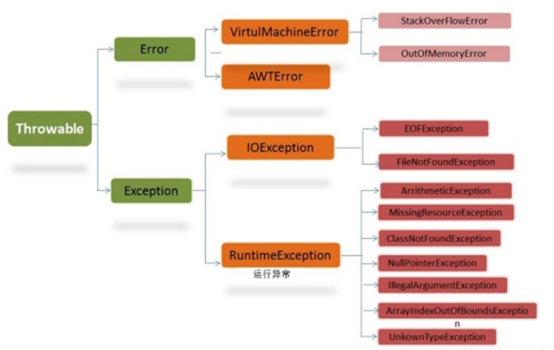 Throwable
Error
VirtulMachineError
StackOverFlowError
OutOfMemoryError
AWTError
Exception
IOException
EOFException
FileNotFoundException
RuntimeException
运行异常
ArrithmeticException
MissingResourceException
ClassNotFoundException
NullPointerException
IllegalArgumentException
ArrayIndexOutOfBoundsExceptio
n
UnkownTypeException